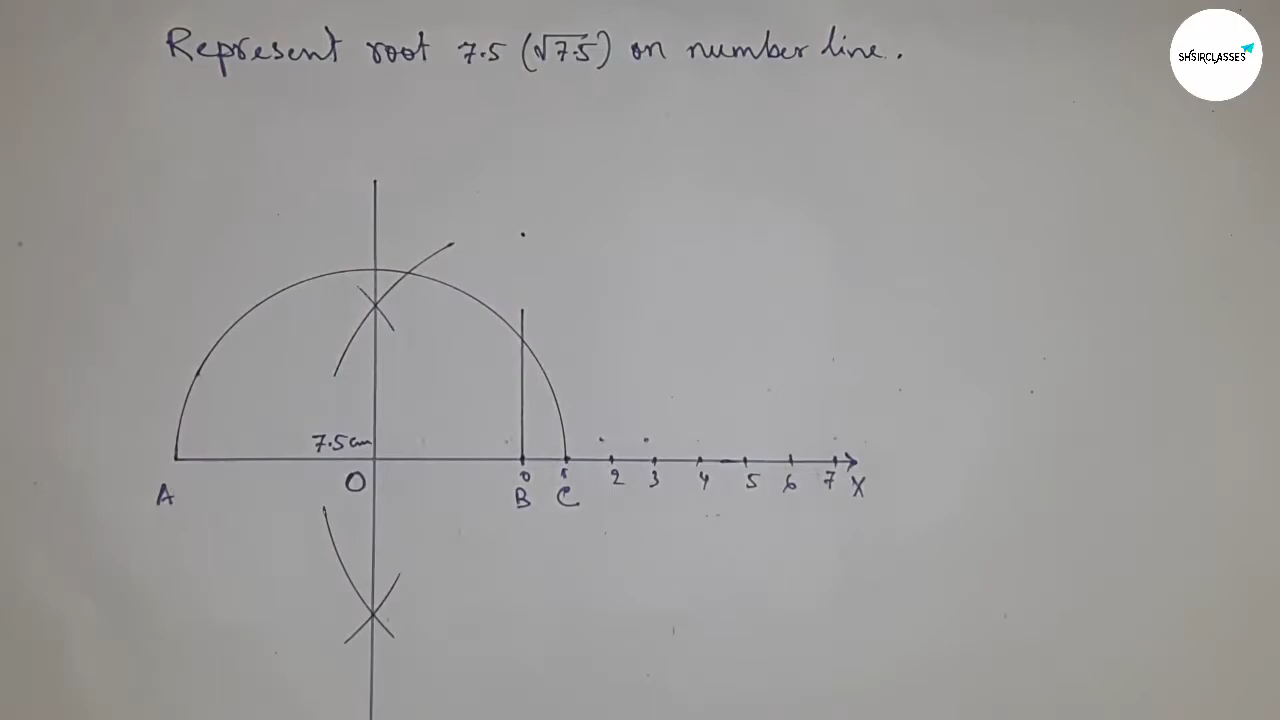 Represent root 7.5 (√7.5) on number line.
SHSIRCLASSES
7.5cm
A O 0 1 2 3 4 5 6 7 X
B C